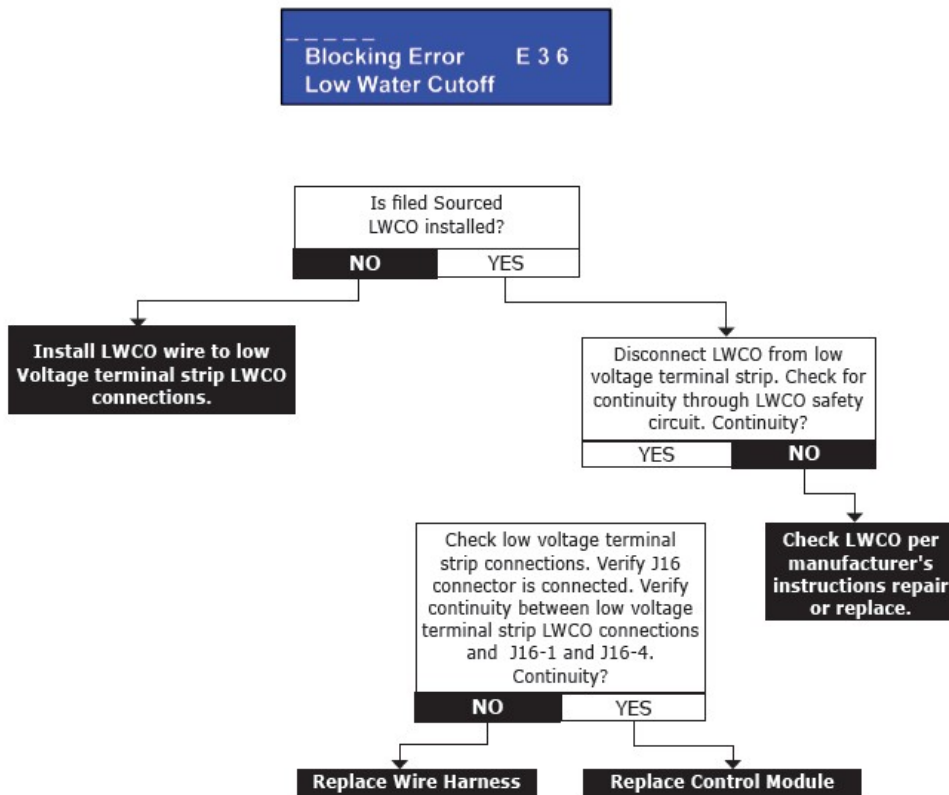 _ _ _ _ _
Blocking Error E 3 6
Low Water Cutoff
Is filed Sourced
LWCO installed?
NO YES
Install LWCO wire to low
Voltage terminal strip LWCO
connections.
Disconnect LWCO from low
voltage terminal strip. Check for
continuity through LWCO safety
circuit. Continuity?
YES NO
Check low voltage terminal
strip connections. Verify J16
connector is connected. Verify
continuity between low voltage
terminal strip LWCO connections
and J16-1 and J16-4.
Continuity?
NO YES
Check LWCO per
manufacturer's
instructions repair
or replace.
Replace Wire Harness
Replace Control Module